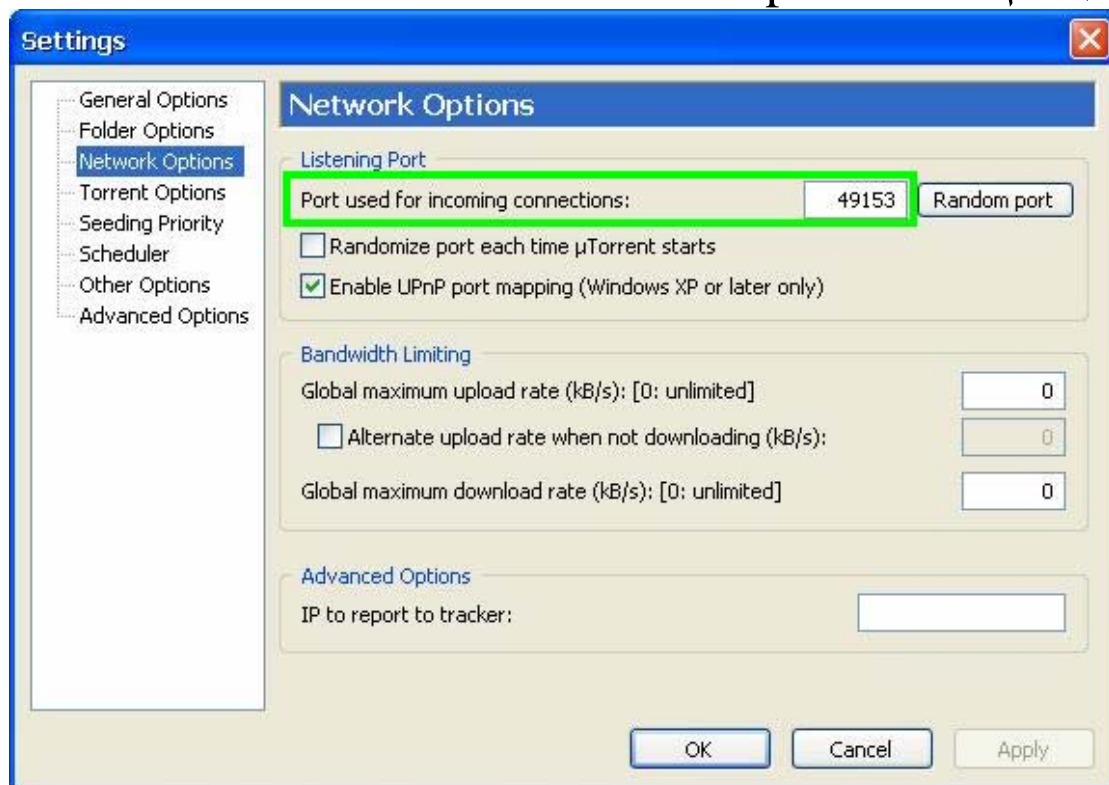 Settings
General Options
Folder Options
Network Options
Torrent Options
Seeding Priority
Scheduler
Other Options
Advanced Options
Network Options
Listening Port
Port used for incoming connections: 49153 Random port
Randomize port each time µTorrent starts
Enable UPnP port mapping (Windows XP or later only)
Bandwidth Limiting
Global maximum upload rate (kB/s): [0: unlimited] 0
Alternate upload rate when not downloading (kB/s): 0
Global maximum download rate (kB/s): [0: unlimited] 0
Advanced Options
IP to report to tracker:
OK Cancel Apply